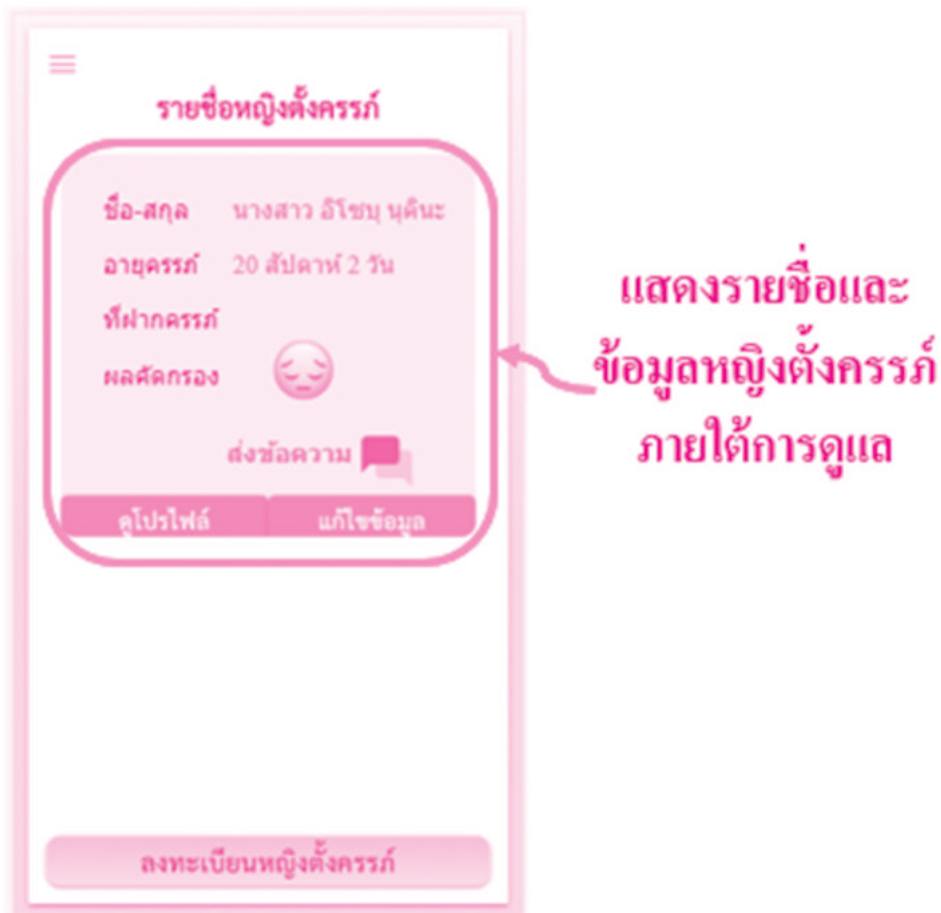 รายชื่อหญิงตั้งครรภ์
ชื่อ-สกุล นางสาว อิโซบุ นุคินะ
อายุครรภ์ 20 สัปดาห์ 2 วัน
ที่ฝากครรภ์
ผลคัดกรอง
ส่งข้อความ
ดูโปรไฟล์ แก้ไขข้อมูล
ลงทะเบียนหญิงตั้งครรภ์
แสดงรายชื่อและ
ข้อมูลหญิงตั้งครรภ์
ภายใต้การดูแล